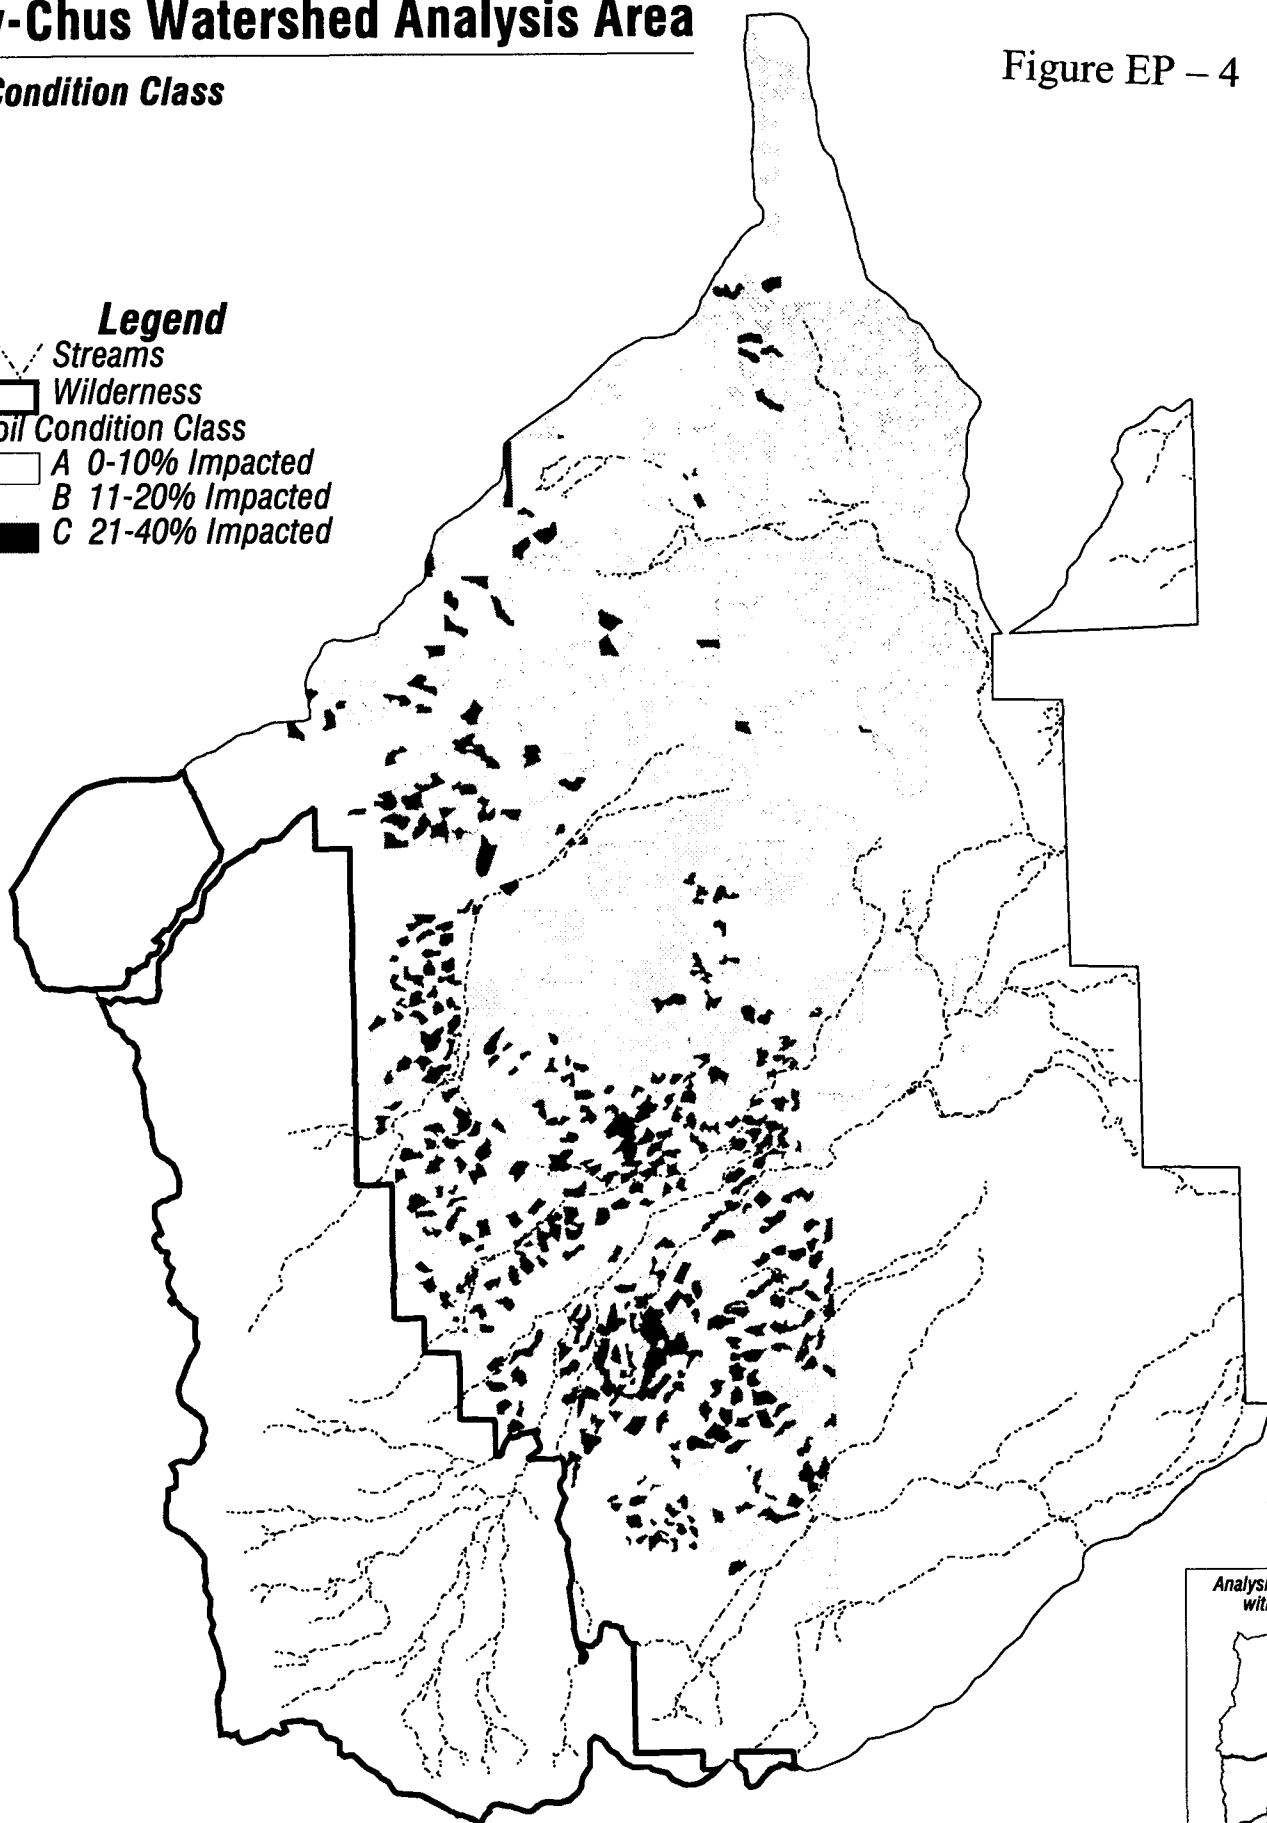 y-Chus Watershed Analysis Area
Condition Class
Figure EP – 4
Legend
Streams
Wilderness
oil Condition Class
A 0-10% Impacted
B 11-20% Impacted
C 21-40% Impacted
Analysi
wit